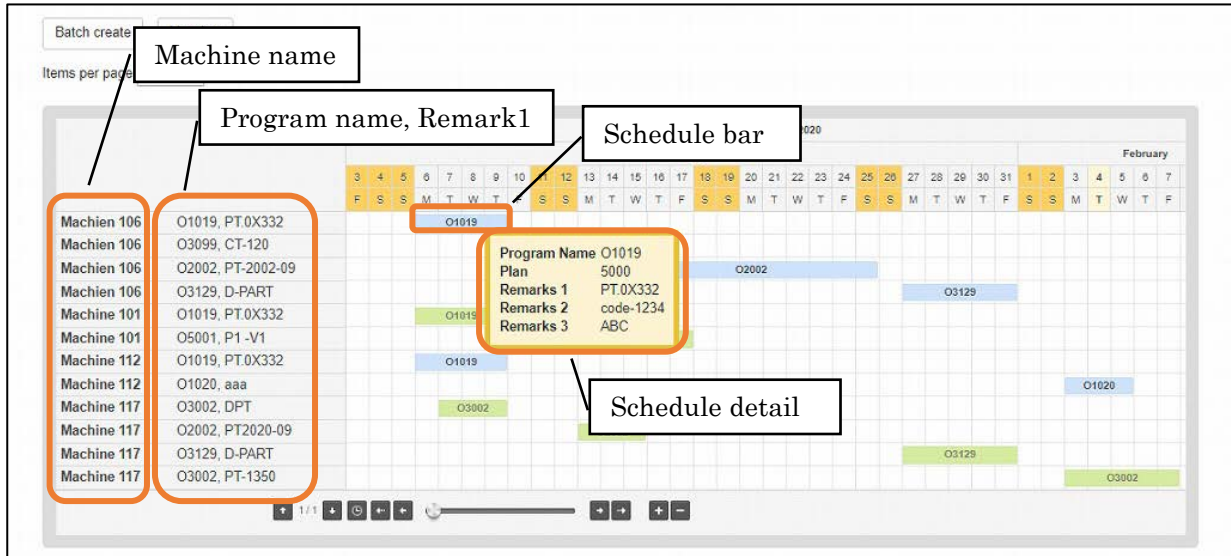 Batch create
Machine name
Items per page
Program name, Remark1
Schedule bar
2020
February
3 4 5 6 7 8 9 10 11 12 13 14 15 16 17 18 19 20 21 22 23 24 25 26 27 28 29 30 31 1 2 3 4 5 6 7
F S S M T W T F S S M T W T F S S M T W T F S S M T W T F S S M T W T F
Machien 106 O1019, PT.0X332 O1019
Machien 106 O3099, CT-120
Machien 106 O2002, PT-2002-09 O2002
Machien 106 O3129, D-PART O3129
Machine 101 O1019, PT.0X332 O1019
Machine 101 O5001, P1 -V1
Machine 112 O1019, PT.0X332 O1019
Machine 112 O1020, aaa O1020
Machine 117 O3002, DPT O3002
Machine 117 O2002, PT2020-09
Machine 117 O3129, D-PART O3129
Machine 117 O3002, PT-1350 O3002
Program Name O1019
Plan 5000
Remarks 1 PT.0X332
Remarks 2 code-1234
Remarks 3 ABC
Schedule detail
1/1